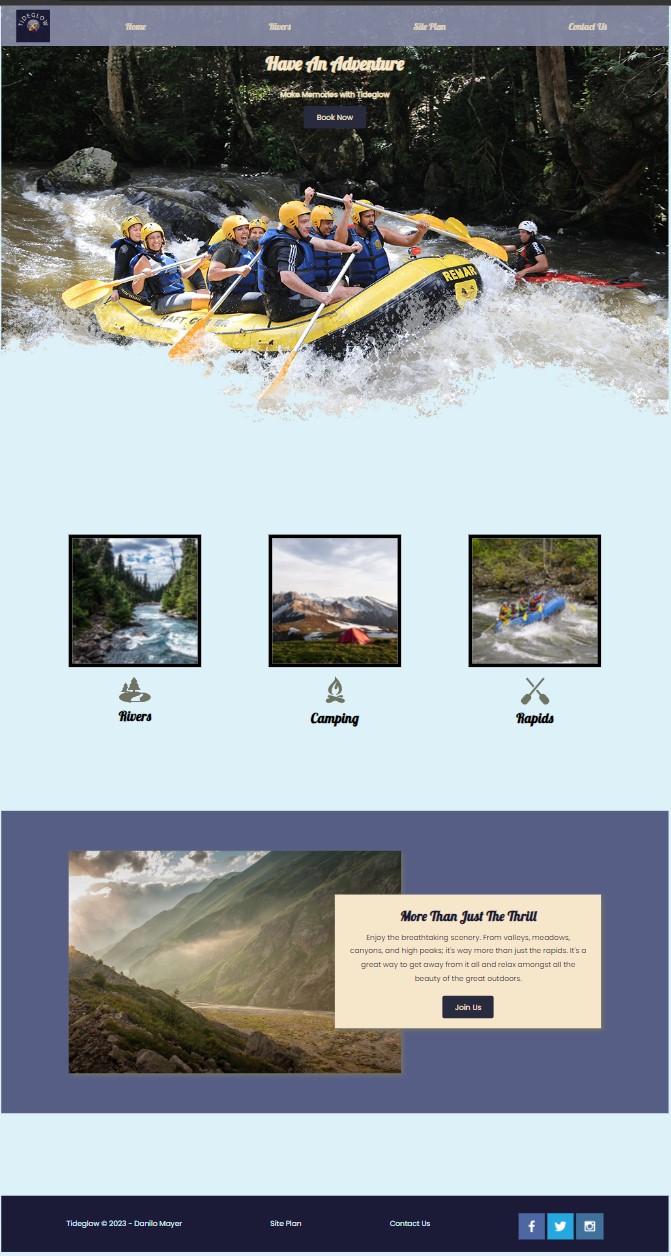 TIDEGLOW
Home
Rivers
Site Plan
Contact Us
Have An Adventure
Make Memories with Tideglow
Book Now
REMAR
Rivers
Camping
Rapids
More Than Just The Thrill
Enjoy the breathtaking scenery. From valleys, meadows,
canyons, and high peaks; it's way more than just the rapids. It's a
great way to get away from it all and relax amongst all the
beauty of the great outdoors.
Join Us
Tideglow © 2023 - Danilo Mayer
Site Plan
Contact Us